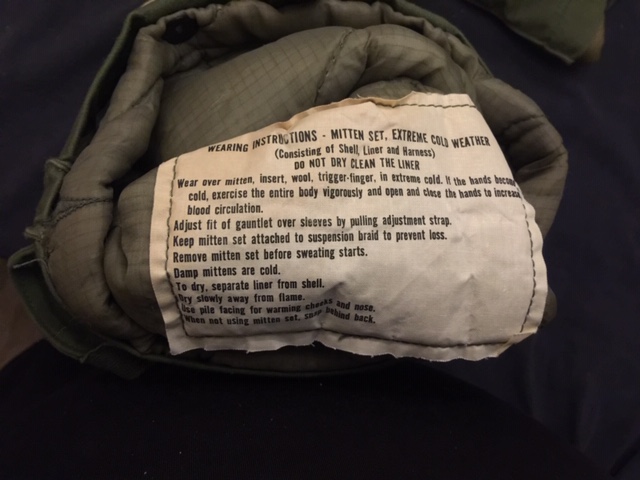 WEARING INSTRUCTIONS - MITTEN SET, EXTREME COLD WEATHER
(Consisting of Shell, Liner and Harness)
DO NOT DRY CLEAN THE LINER
Wear over mitten, insert, wool, trigger-finger, in extreme cold. If the hands become
cold, exercise the entire body vigorously and open and close the hands to increase
blood circulation.
Adjust fit of gauntlet over sleeves by pulling adjustment strap.
Keep mitten set attached to suspension braid to prevent loss.
Remove mitten set before sweating starts.
Damp mittens are cold.
To dry, separate liner from shell.
Dry slowly away from flame.
Use pile facing for warming cheeks and nose.
When not using mitten set, snap behind back.